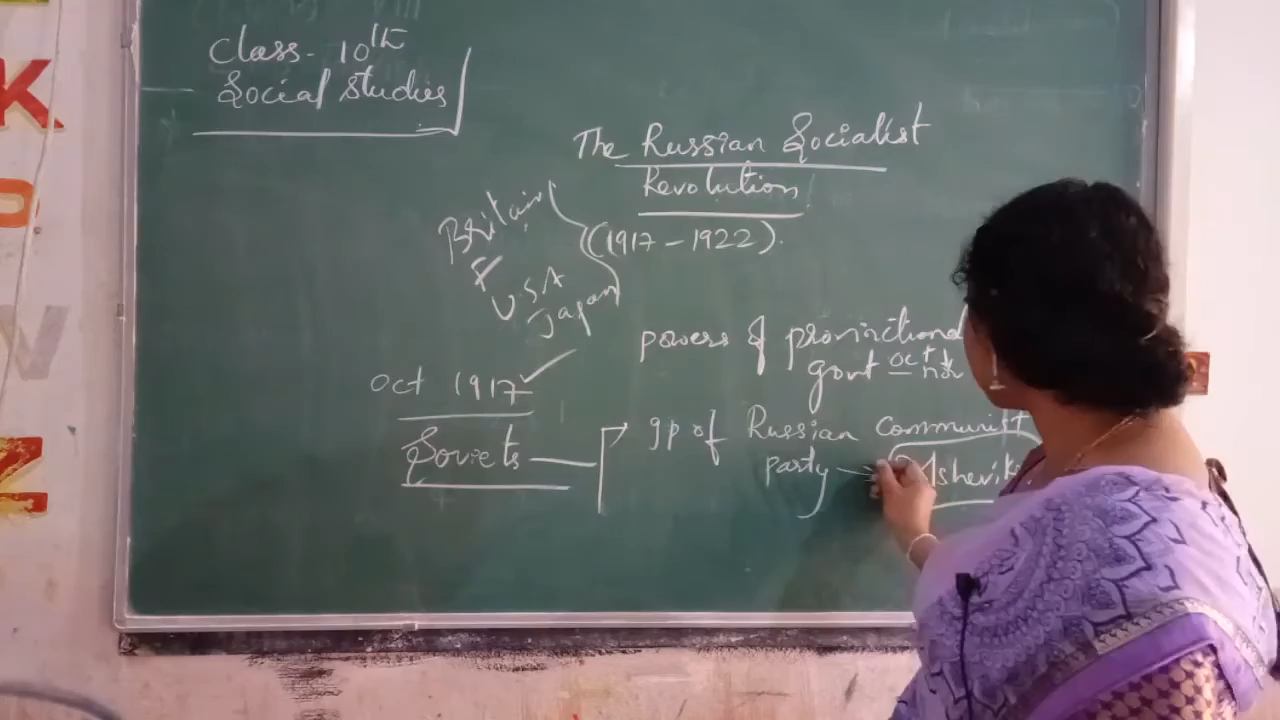 Class- 10th
Social Studies
The Russian Socialist
Revolution
(1917-1922).
Britain
USA
Japan
powers of provinctional
govt Oct
Oct 1917
Soviets
gp of Russian Communist
party
K
W
Z